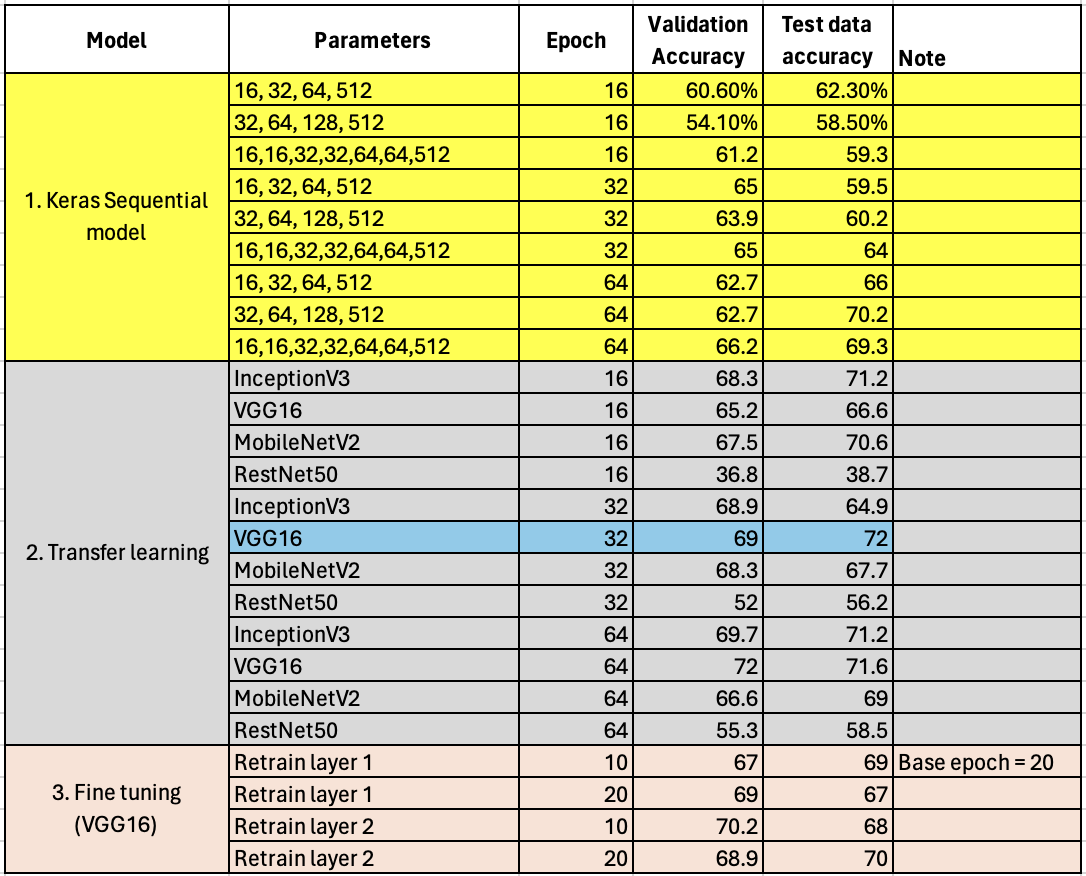 Model Parameters Epoch Validation Accuracy Test data accuracy Note
1. Keras Sequential model
16, 32, 64, 512 16 60.60% 62.30%
32, 64, 128, 512 16 54.10% 58.50%
16,16,32,32,64,64,512 16 61.2 59.3
16, 32, 64, 512 32 65 59.5
32, 64, 128, 512 32 63.9 60.2
16,16,32,32,64,64,512 32 65 64
16, 32, 64, 512 64 62.7 66
32, 64, 128, 512 64 62.7 70.2
16,16,32,32,64,64,512 64 66.2 69.3
2. Transfer learning
InceptionV3 16 68.3 71.2
VGG16 16 65.2 66.6
MobileNetV2 16 67.5 70.6
RestNet50 16 36.8 38.7
InceptionV3 32 68.9 64.9
VGG16 32 69 72
MobileNetV2 32 68.3 67.7
RestNet50 32 52 56.2
InceptionV3 64 69.7 71.2
VGG16 64 72 71.6
MobileNetV2 64 66.6 69
RestNet50 64 55.3 58.5
3. Fine tuning (VGG16)
Retrain layer 1 10 67 69 Base epoch = 20
Retrain layer 1 20 69 67
Retrain layer 2 10 70.2 68
Retrain layer 2 20 68.9 70